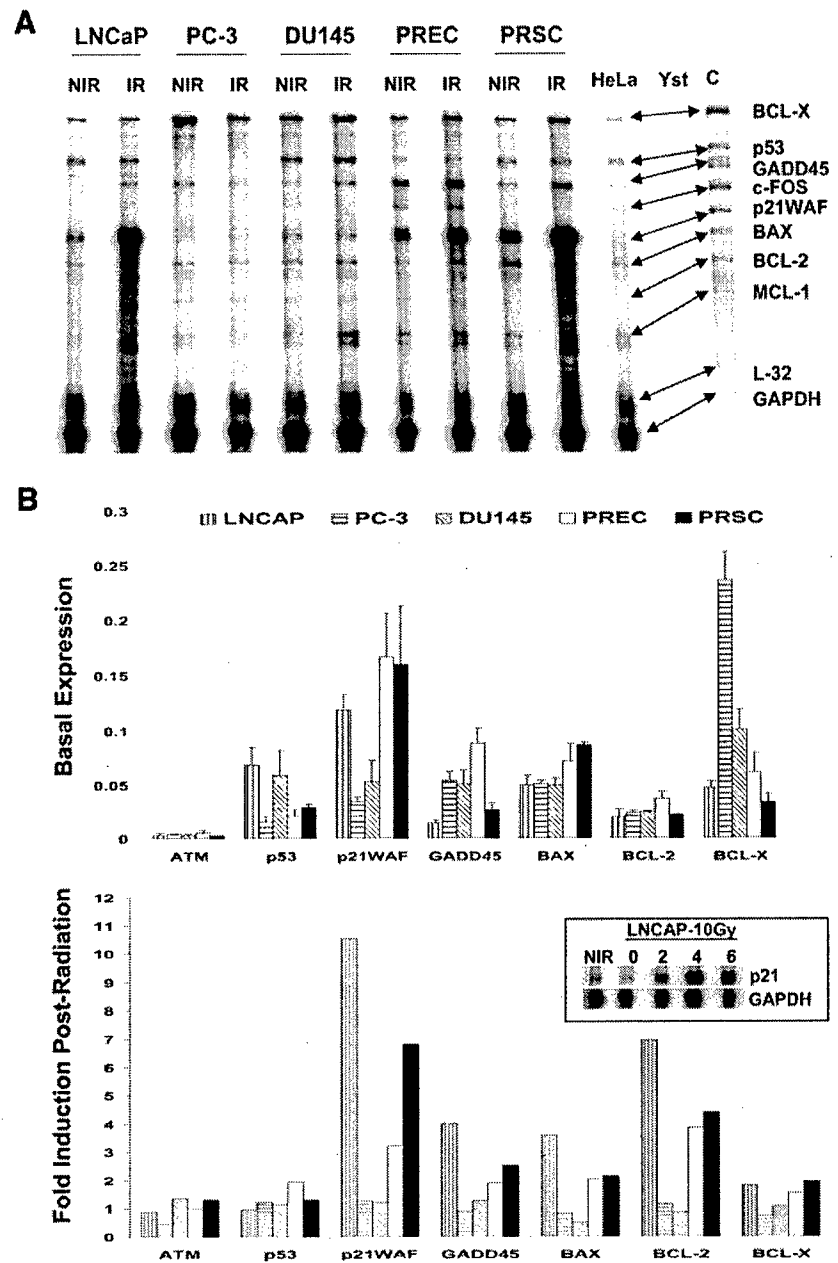 A
LNCaP PC-3 DU145 PREC PRSC
NIR IR NIR IR NIR IR NIR IR NIR IR HeLa Yst C
BCL-X
p53
GADD45
c-FOS
p21WAF
BAX
BCL-2
MCL-1
L-32
GAPDH
B
LNCAP PC-3 DU145 PREC PRSC
Basal Expression
0.3
0.25
0.2
0.15
0.1
0.05
0
ATM p53 p21WAF GADD45 BAX BCL-2 BCL-X
Fold Induction Post-Radiation
12
11
10
9
8
7
6
5
4
3
2
1
0
LNCAP-10Gy
NIR 0 2 4 6
p21
GAPDH
ATM p53 p21WAF GADD45 BAX BCL-2 BCL-X